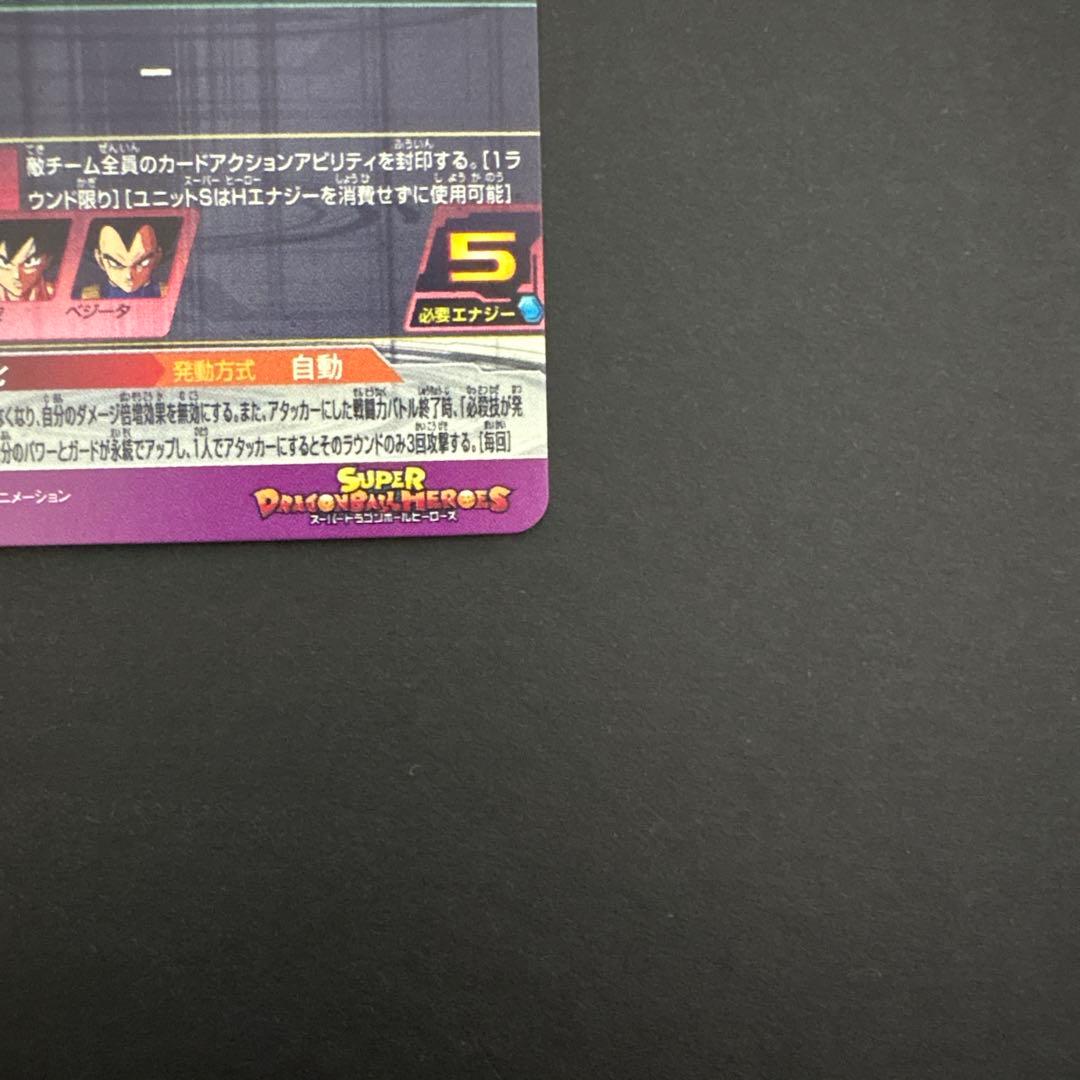 敵チーム全員のカードアクションアビリティを封印する。[1ラ
ウンド限り][ユニットSはHエナジーを消費せずに使用可能]
5
ベジータ
必要エナジー
発動方式 自動
なくなり、自分のダメージ倍増効果を無効にする。また、アタッカーにした戦闘力バトル終了時、「必殺技が発
分のパワーとガードが永続でアップし、1人でアタッカーにするとそのラウンドのみ3回攻撃する。[毎回]
ニメーション
SUPER
DRAGONBALL HEROES
スーパードラゴンボールヒーローズ